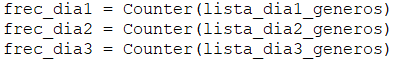 frec_dia1 = Counter(lista_dia1_generos)
frec_dia2 = Counter(lista_dia2_generos)
frec_dia3 = Counter(lista_dia3_generos)